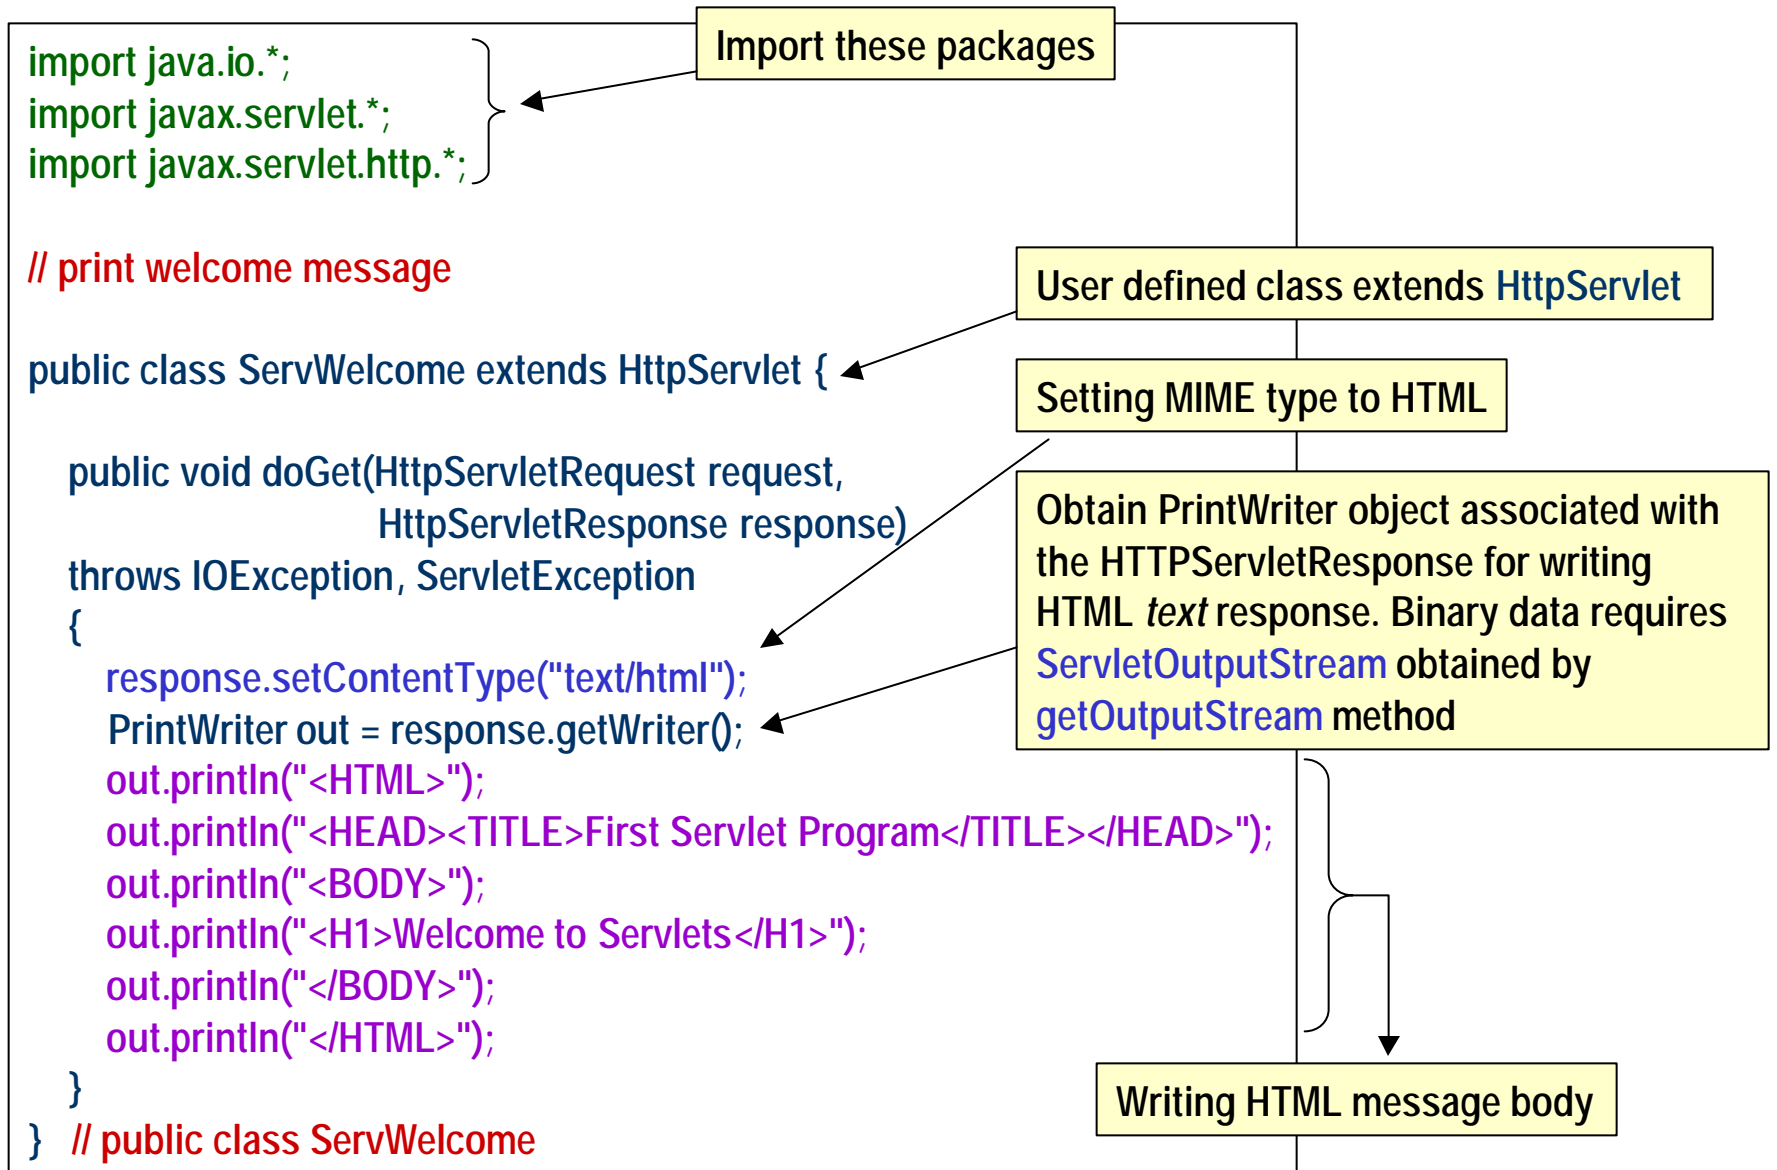 Import these packages
import java.io.*;
import javax.servlet.*;
import javax.servlet.http.*;
// print welcome message
User defined class extends HttpServlet
public class ServWelcome extends HttpServlet {
Setting MIME type to HTML
public void doGet(HttpServletRequest request,
HttpServletResponse response)
throws IOException, ServletException
{
Obtain PrintWriter object associated with
the HTTPServletResponse for writing
HTML text response. Binary data requires
ServletOutputStream obtained by
getOutputStream method
response.setContentType("text/html");
PrintWriter out = response.getWriter();
out.println("<HTML>");
out.println("<HEAD><TITLE>First Servlet Program</TITLE></HEAD>");
out.println("<BODY>");
out.println("<H1>Welcome to Servlets</H1>");
out.println("</BODY>");
out.println("</HTML>");
}
Writing HTML message body
} // public class ServWelcome